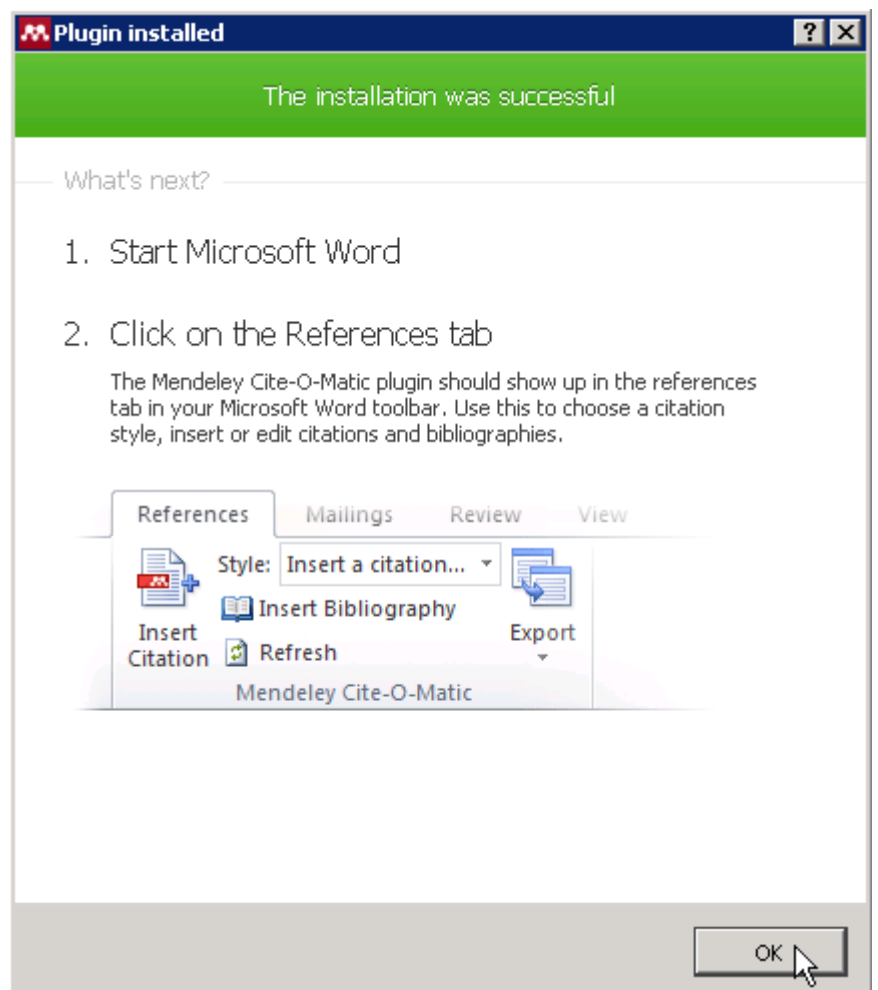 Plugin installed
The installation was successful
What's next?
1. Start Microsoft Word
2. Click on the References tab
The Mendeley Cite-O-Matic plugin should show up in the references
tab in your Microsoft Word toolbar. Use this to choose a citation
style, insert or edit citations and bibliographies.
References Mailings Review View
Style: Insert a citation...
Insert Bibliography
Insert
Citation
Refresh
Export
Mendeley Cite-O-Matic
OK